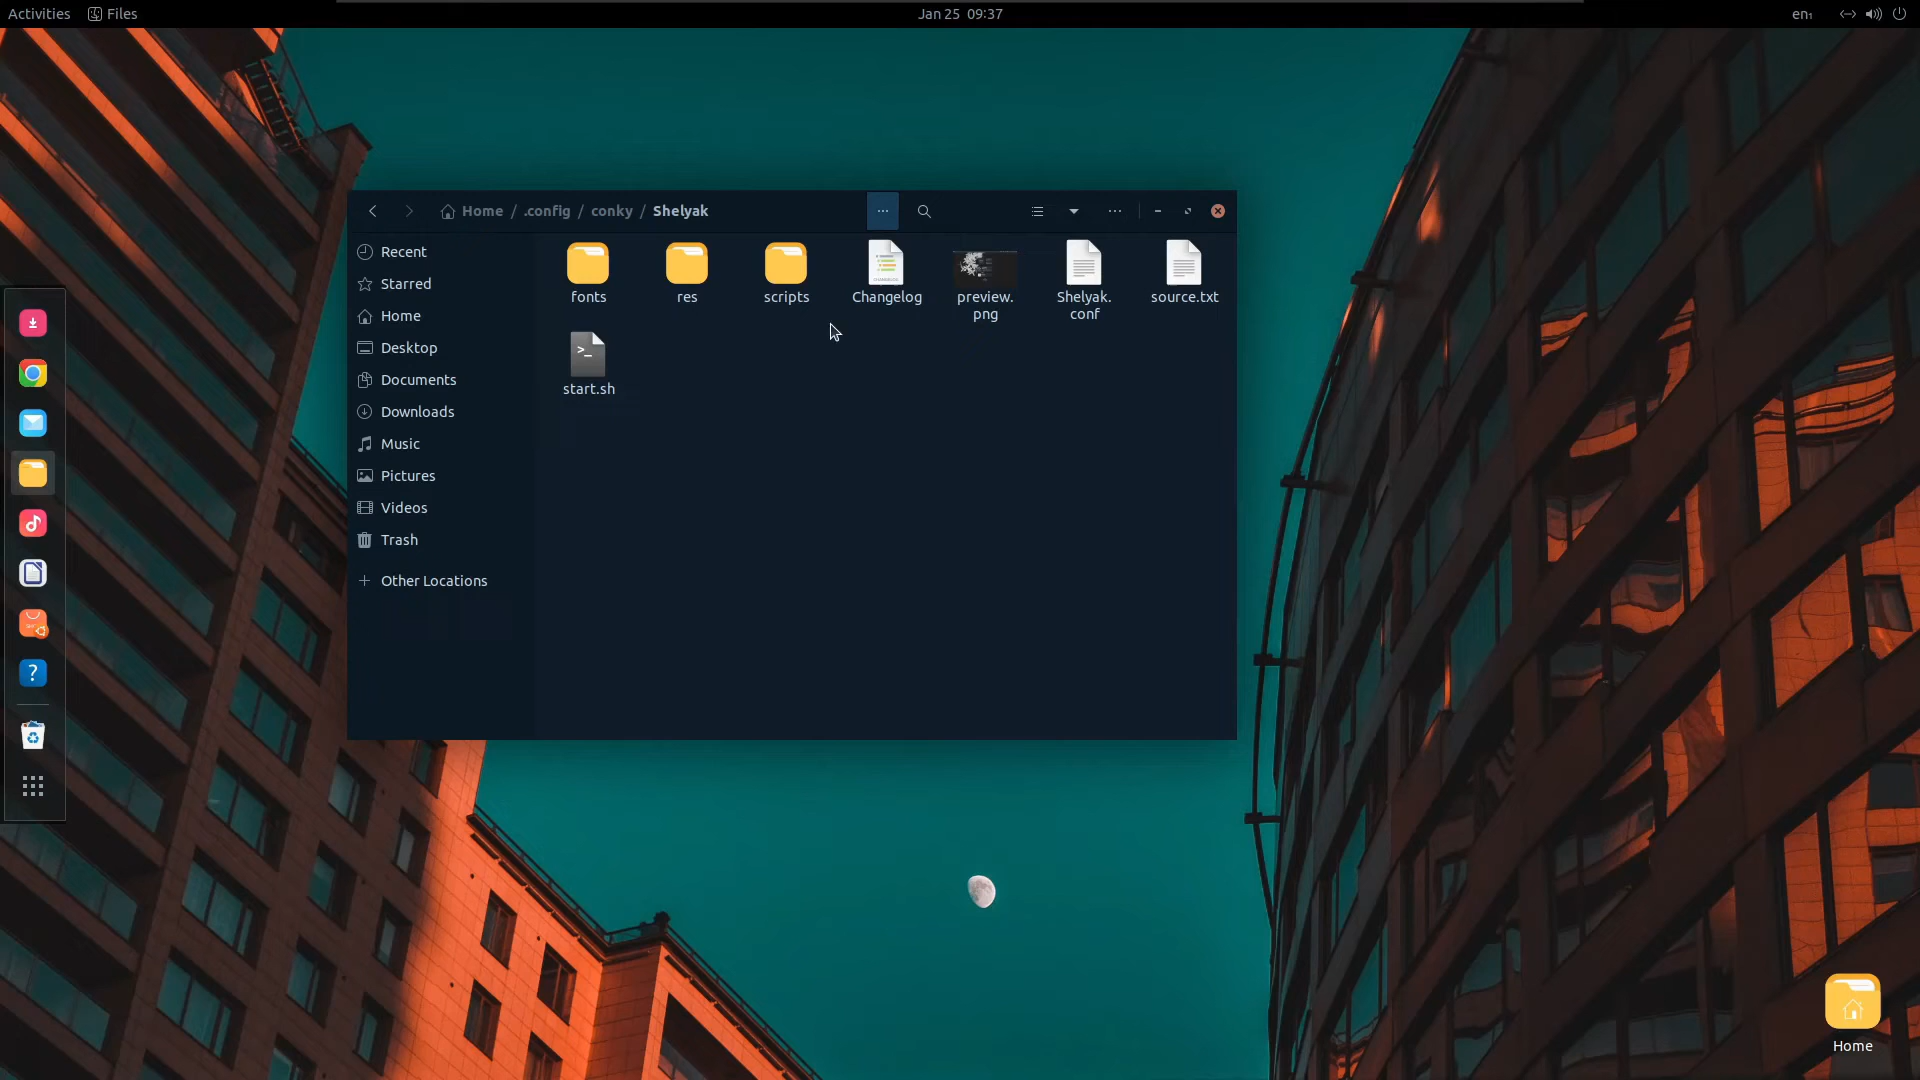 Activities Files Jan 25 09:37 en₁
Home / .config / conky / Shelyak
Recent
Starred
Home
Desktop
Documents
Downloads
Music
Pictures
Videos
Trash
Other Locations
fonts
res
scripts
Changelog
preview.
png
Shelyak.
conf
source.txt
>_
start.sh
?
Home